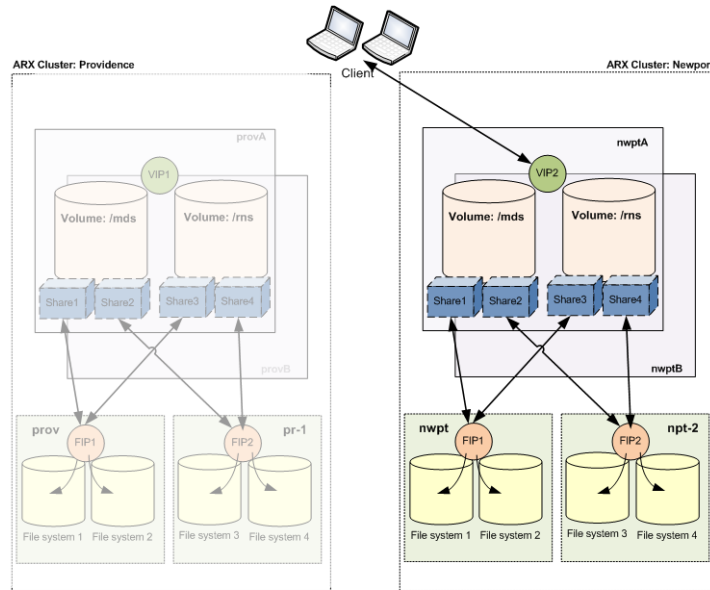 Client
ARX Cluster: Providence
provA
VIP1
Volume: /mds
Volume: /rns
Share1
Share2
Share3
Share4
provB
prov
FIP1
File system 1
File system 2
pr-1
FIP2
File system 3
File system 4
ARX Cluster: Newpor
nwptA
VIP2
Volume: /mds
Volume: /rns
Share1
Share2
Share3
Share4
nwptB
nwpt
FIP1
File system 1
File system 2
npt-2
FIP2
File system 3
File system 4